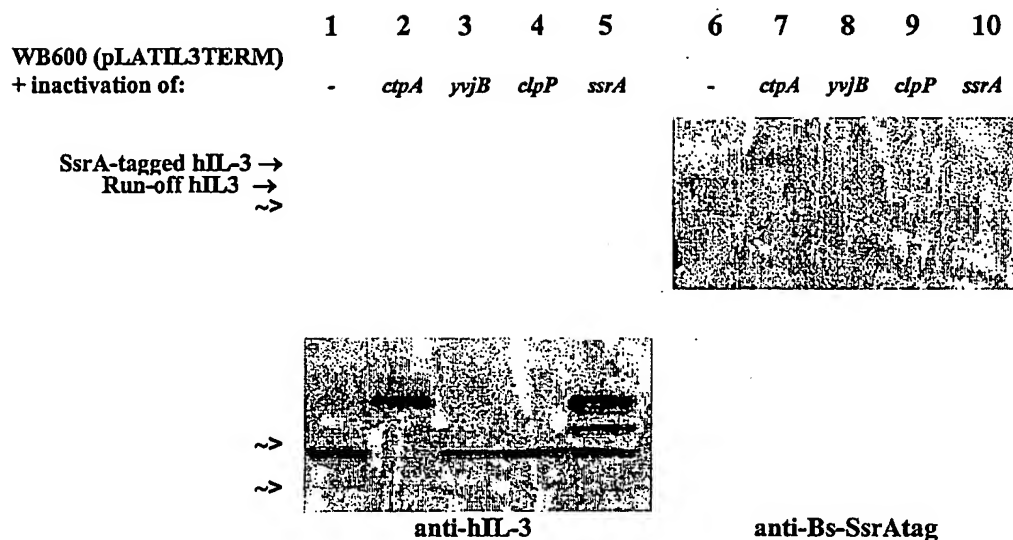 1 2 3 4 5 6 7 8 9 10
WB600 (pLATIL3TERM)
+ inactivation of: - ctpA yvjB clpP ssrA - ctpA yvjB clpP ssrA
SsrA-tagged hIL-3 →
Run-off hIL3 →
~>
~>
~>
anti-hIL-3 anti-Bs-SsrAtag